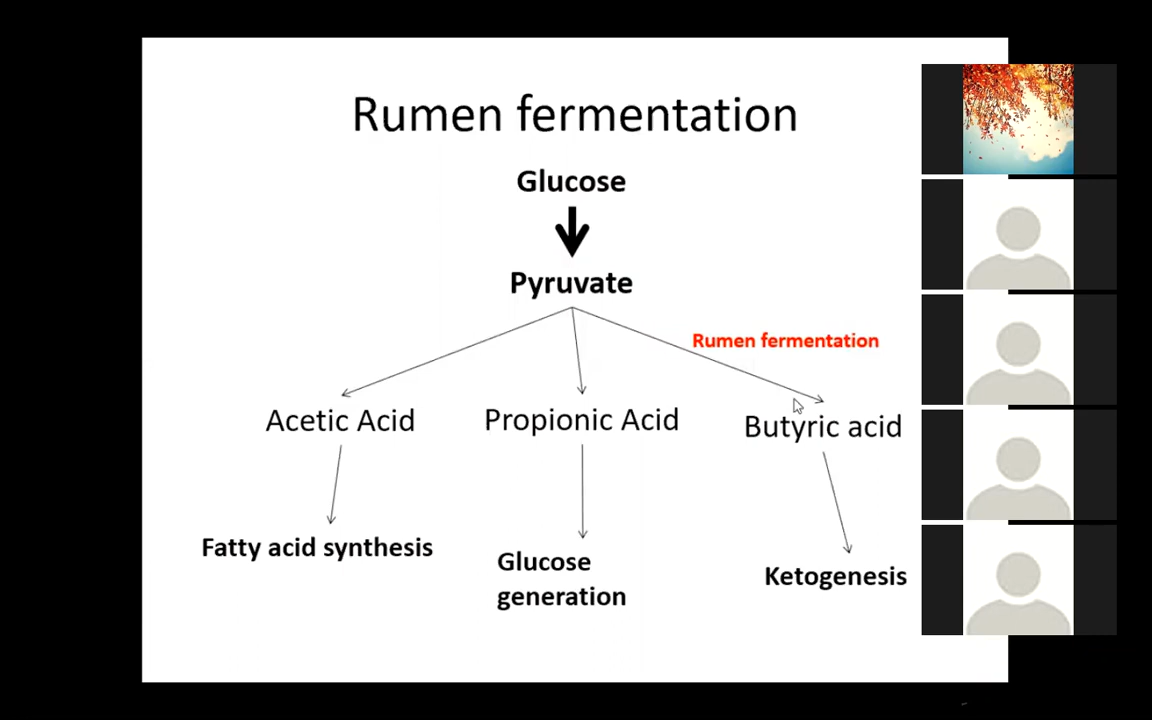 Rumen fermentation
Glucose
Pyruvate
Rumen fermentation
Acetic Acid
Propionic Acid
Butyric acid
Fatty acid synthesis
Glucose
generation
Ketogenesis